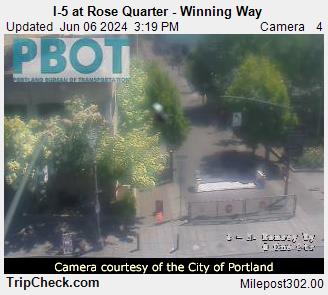 I-5 at Rose Quarter - Winning Way
Updated Jun 06 2024 3:19 PM Camera 4
PBOT
PORTLAND BUREAU OF TRANSPORTATION
Camera courtesy of the City of Portland
TripCheck.com Milepost302.00